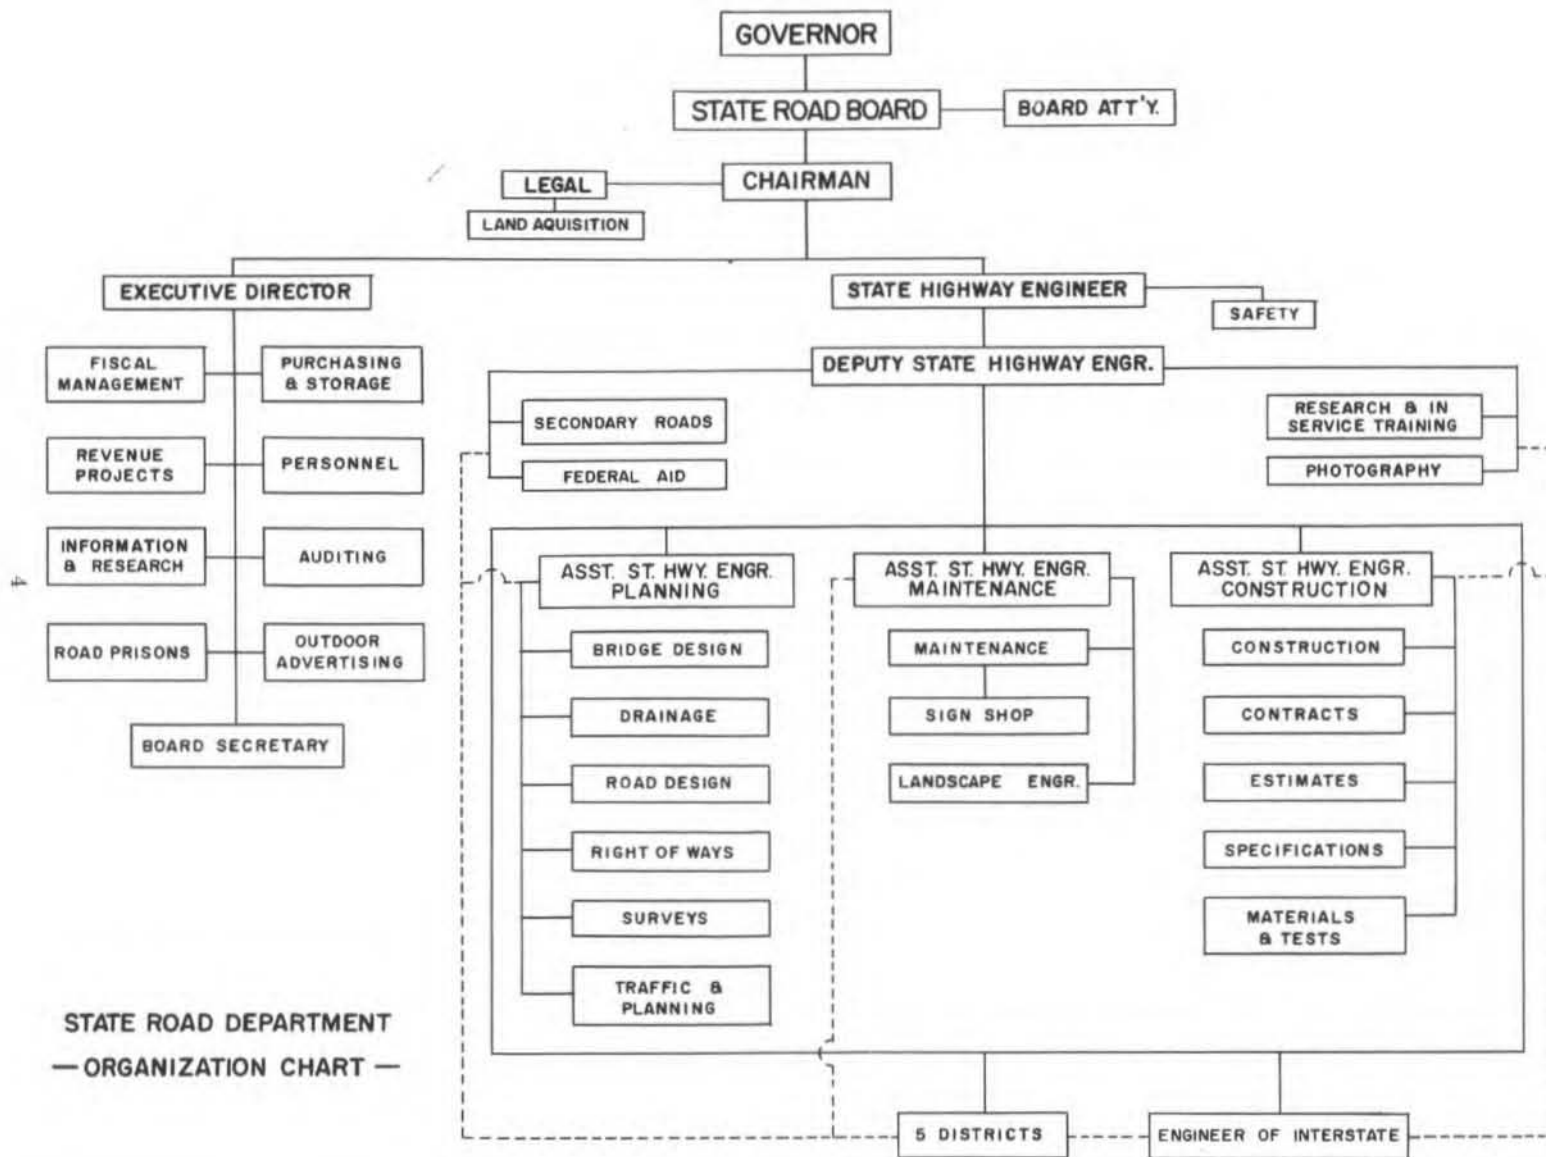 GOVERNOR
STATE ROAD BOARD
BOARD ATT'Y.
LEGAL
CHAIRMAN
LAND AQUISITION
EXECUTIVE DIRECTOR
STATE HIGHWAY ENGINEER
SAFETY
FISCAL
MANAGEMENT
PURCHASING
& STORAGE
REVENUE
PROJECTS
PERSONNEL
INFORMATION
& RESEARCH
AUDITING
ROAD PRISONS
OUTDOOR
ADVERTISING
BOARD SECRETARY
DEPUTY STATE HIGHWAY ENGR.
SECONDARY ROADS
FEDERAL AID
RESEARCH & IN
SERVICE TRAINING
PHOTOGRAPHY
ASST. ST. HWY. ENGR.
PLANNING
BRIDGE DESIGN
DRAINAGE
ROAD DESIGN
RIGHT OF WAYS
SURVEYS
TRAFFIC &
PLANNING
ASST. ST. HWY. ENGR.
MAINTENANCE
MAINTENANCE
SIGN SHOP
LANDSCAPE ENGR.
ASST. ST. HWY. ENGR.
CONSTRUCTION
CONSTRUCTION
CONTRACTS
ESTIMATES
SPECIFICATIONS
MATERIALS
& TESTS
5 DISTRICTS
ENGINEER OF INTERSTATE
STATE ROAD DEPARTMENT
— ORGANIZATION CHART —
4